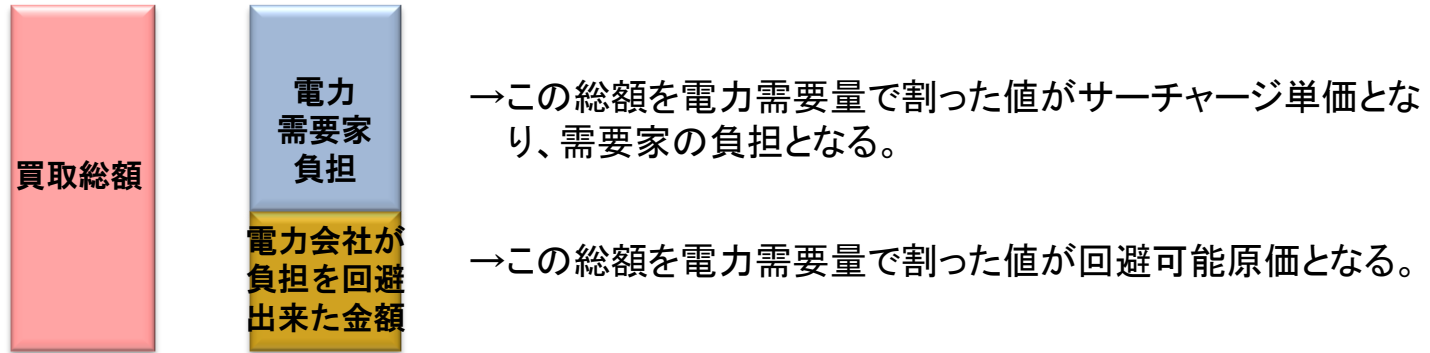 買取総額
電力
需要家
負担
電力会社が
負担を回避
出来た金額
→この総額を電力需要量で割った値がサーチャージ単価とな
り、需要家の負担となる。
→この総額を電力需要量で割った値が回避可能原価となる。